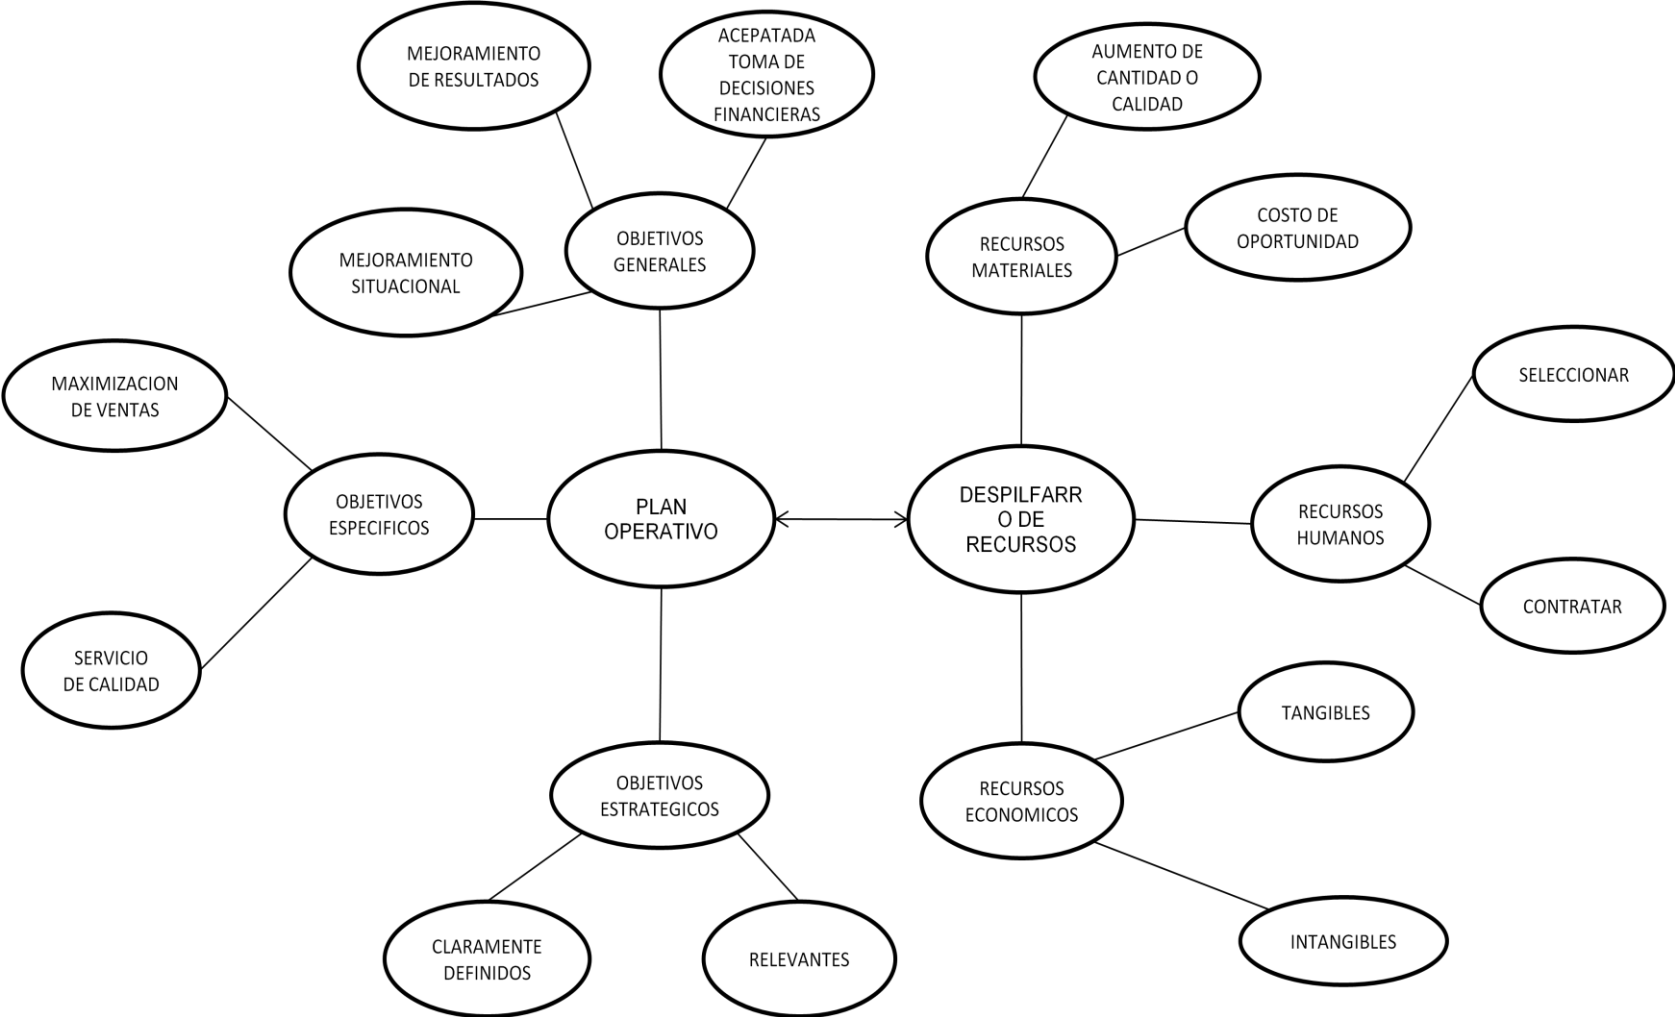 MEJORAMIENTO
DE RESULTADOS
ACEPATADA
TOMA DE
DECISIONES
FINANCIERAS
AUMENTO DE
CANTIDAD O
CALIDAD
MEJORAMIENTO
SITUACIONAL
OBJETIVOS
GENERALES
RECURSOS
MATERIALES
COSTO DE
OPORTUNIDAD
MAXIMIZACION
DE VENTAS
SELECCIONAR
OBJETIVOS
ESPECIFICOS
PLAN
OPERATIVO
DESPILFARR
O DE
RECURSOS
RECURSOS
HUMANOS
CONTRATAR
SERVICIO
DE CALIDAD
TANGIBLES
OBJETIVOS
ESTRATEGICOS
RECURSOS
ECONOMICOS
CLARAMENTE
DEFINIDOS
RELEVANTES
INTANGIBLES